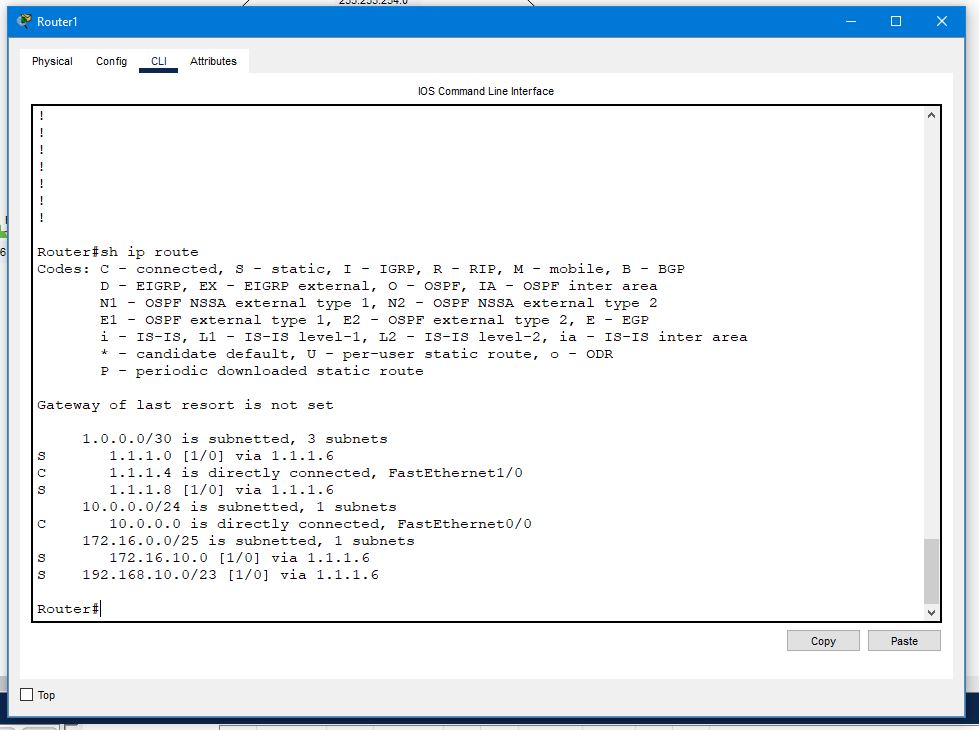 255.255.254.0
Router1
Physical Config CLI Attributes
IOS Command Line Interface
!
!
!
!
!
!
!
Router#sh ip route
Codes: C - connected, S - static, I - IGRP, R - RIP, M - mobile, B - BGP
D - EIGRP, EX - EIGRP external, O - OSPF, IA - OSPF inter area
N1 - OSPF NSSA external type 1, N2 - OSPF NSSA external type 2
E1 - OSPF external type 1, E2 - OSPF external type 2, E - EGP
i - IS-IS, L1 - IS-IS level-1, L2 - IS-IS level-2, ia - IS-IS inter area
* - candidate default, U - per-user static route, o - ODR
P - periodic downloaded static route
Gateway of last resort is not set
1.0.0.0/30 is subnetted, 3 subnets
S 1.1.1.0 [1/0] via 1.1.1.6
C 1.1.1.4 is directly connected, FastEthernet1/0
S 1.1.1.8 [1/0] via 1.1.1.6
10.0.0.0/24 is subnetted, 1 subnets
C 10.0.0.0 is directly connected, FastEthernet0/0
172.16.0.0/25 is subnetted, 1 subnets
S 172.16.10.0 [1/0] via 1.1.1.6
S 192.168.10.0/23 [1/0] via 1.1.1.6
Router#
Copy Paste
Top